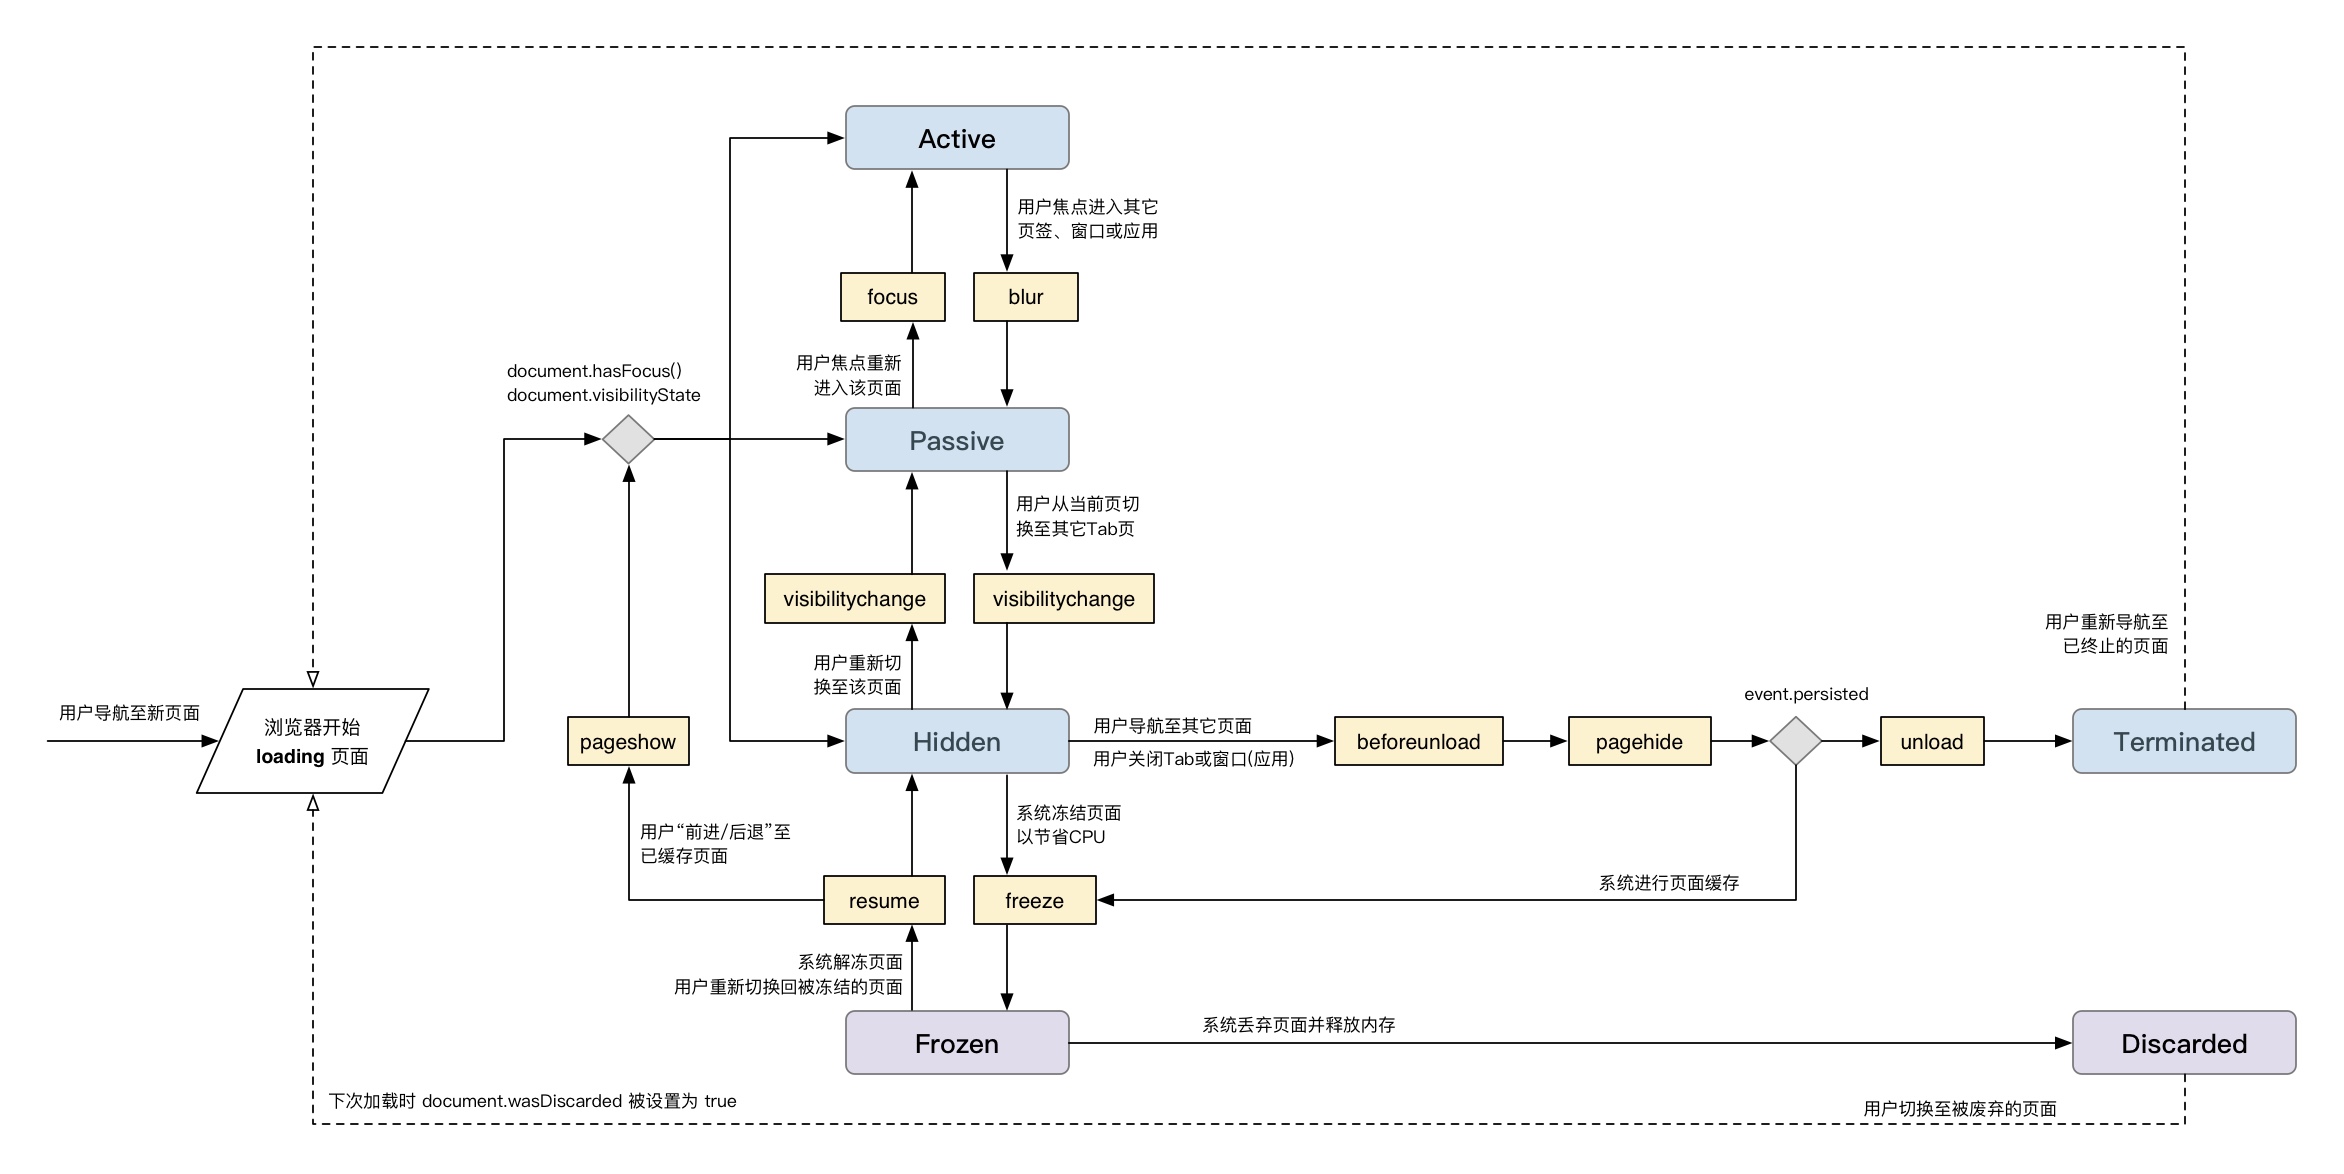 Active
用户焦点进入其它
页签、窗口或应用
focus
blur
用户焦点重新
进入该页面
document.hasFocus()
document.visibilityState
Passive
用户从当前页切
换至其它Tab页
visibilitychange
visibilitychange
用户重新导航至
已终止的页面
用户重新切
换至该页面
event.persisted
用户导航至新页面
浏览器开始
loading 页面
pageshow
Hidden
用户导航至其它页面
用户关闭Tab或窗口(应用)
beforeunload
pagehide
unload
Terminated
用户“前进/后退”至
已缓存页面
系统冻结页面
以节省CPU
resume
freeze
系统进行页面缓存
系统解冻页面
用户重新切换回被冻结的页面
Frozen
系统丢弃页面并释放内存
Discarded
下次加载时 document.wasDiscarded 被设置为 true
用户切换至被废弃的页面